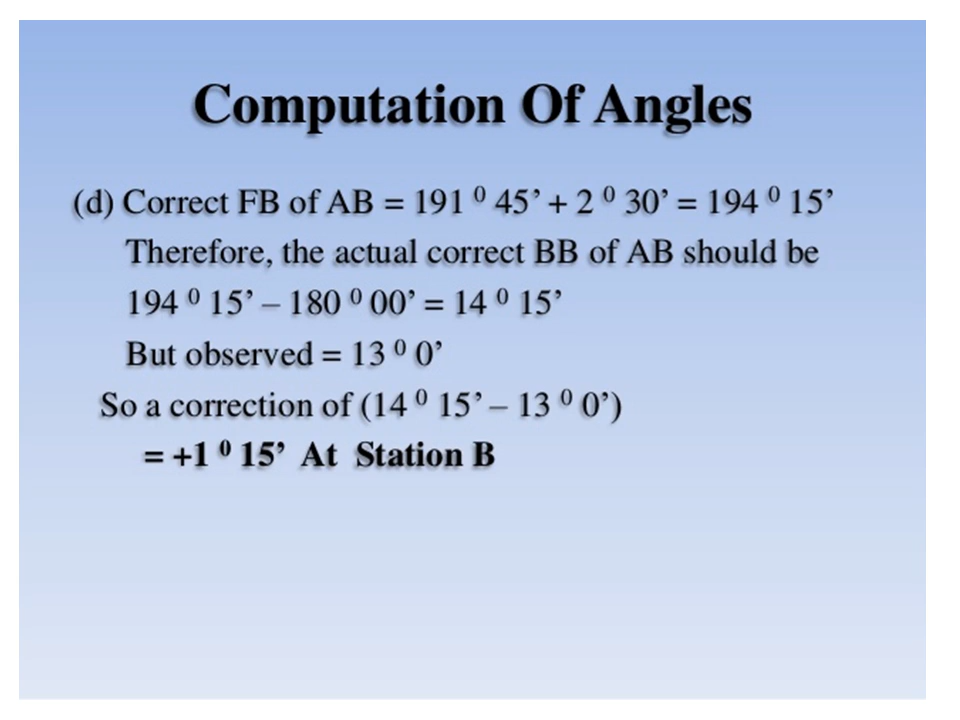 Computation Of Angles
(d) Correct FB of AB = 191 ⁰ 45’ + 2 ⁰ 30’ = 194 ⁰ 15’
Therefore, the actual correct BB of AB should be
194 ⁰ 15’ – 180 ⁰ 00’ = 14 ⁰ 15’
But observed = 13 ⁰ 0’
So a correction of (14 ⁰ 15’ – 13 ⁰ 0’)
= +1 ⁰ 15’ At Station B